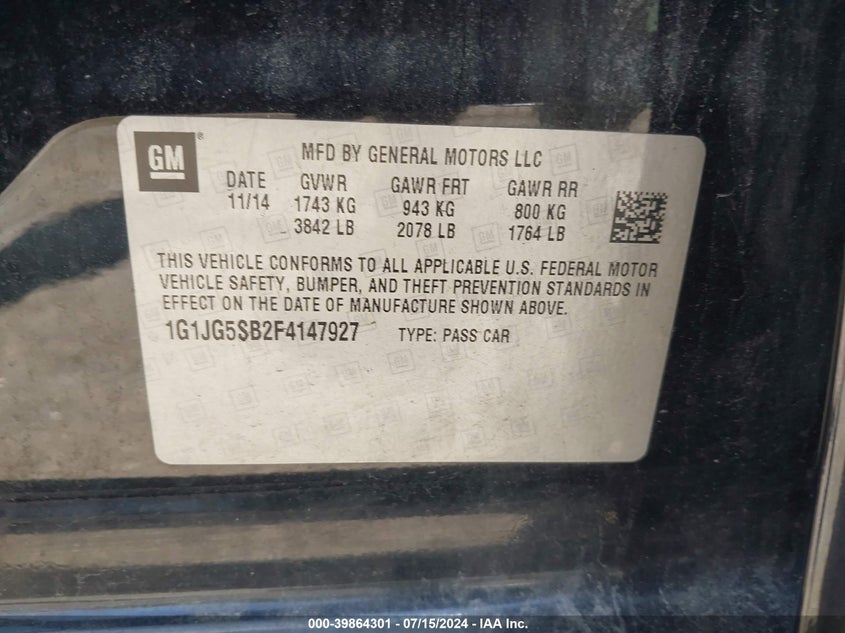 GM®
MFD BY GENERAL MOTORS LLC
DATE GVWR GAWR FRT GAWR RR
11/14 1743 KG 943 KG 800 KG
3842 LB 2078 LB 1764 LB
THIS VEHICLE CONFORMS TO ALL APPLICABLE U.S. FEDERAL MOTOR
VEHICLE SAFETY, BUMPER, AND THEFT PREVENTION STANDARDS IN
EFFECT ON THE DATE OF MANUFACTURE SHOWN ABOVE.
1G1JG5SB2F4147927 TYPE: PASS CAR
000-39864301 - 07/15/2024 - IAA Inc.